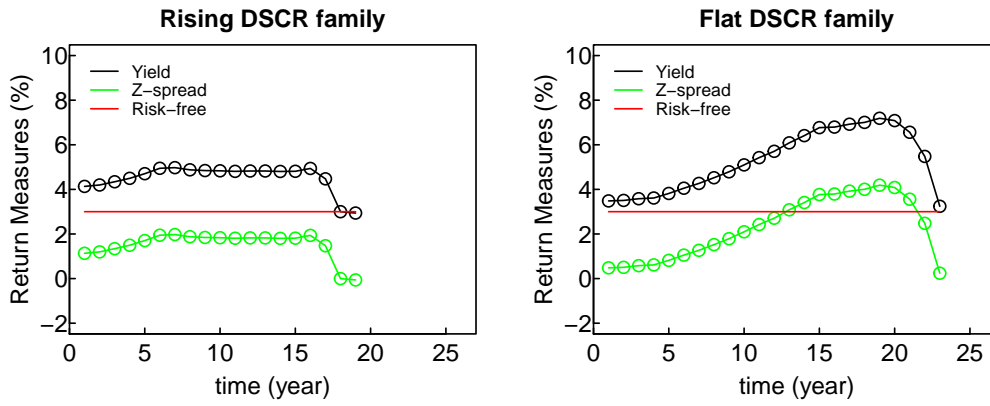 Rising DSCR family
Return Measures (%)
10
8
6
4
2
0
−2
Yield
Z−spread
Risk−free
0 5 10 15 20 25
time (year)
Flat DSCR family
Return Measures (%)
10
8
6
4
2
0
−2
Yield
Z−spread
Risk−free
0 5 10 15 20 25
time (year)